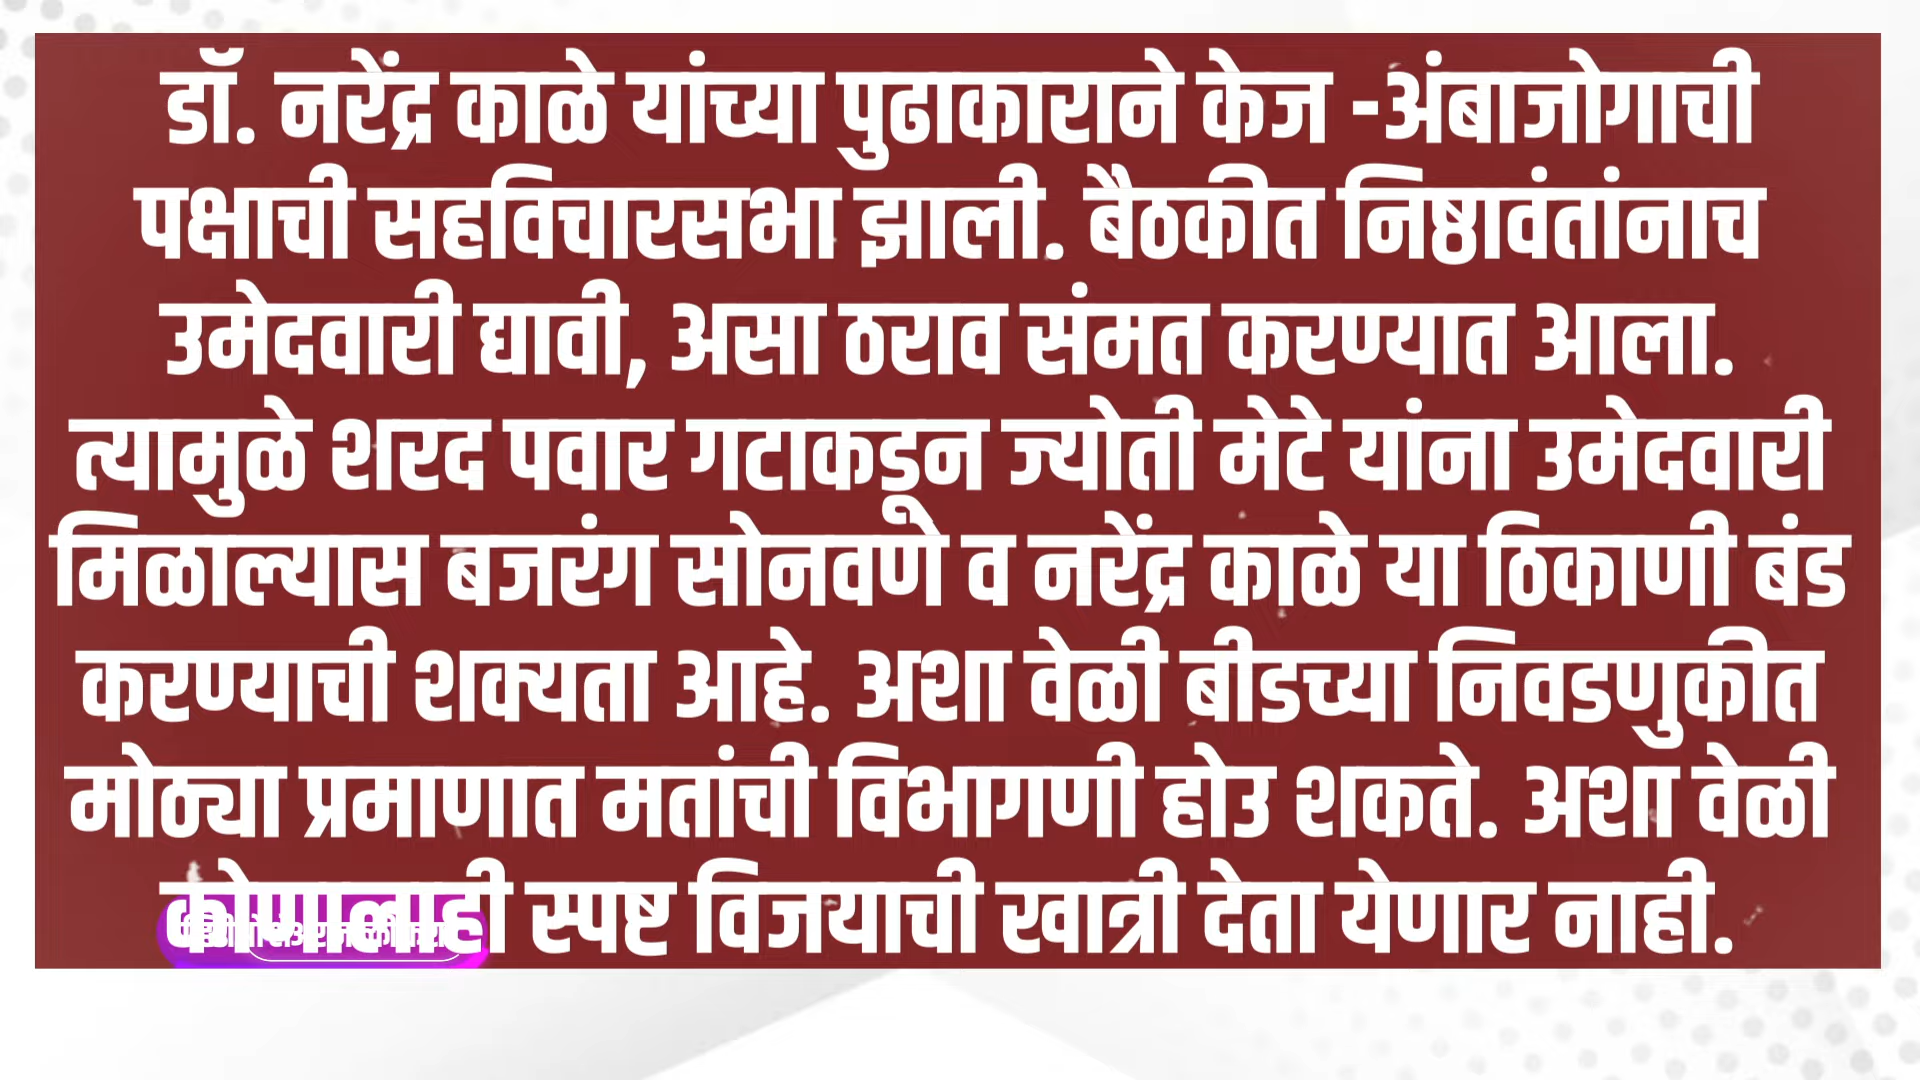 डॉ. नरेंद्र काळे यांच्या पुढाकाराने केज -अंबाजोगाची
पक्षाची सहविचारसभा झाली. बैठकीत निष्ठावंतांनाच
उमेदवारी द्यावी, असा ठराव संमत करण्यात आला.
त्यामुळे शरद पवार गटाकडून ज्योती मेटे यांना उमेदवारी
मिळाल्यास बजरंग सोनवणे व नरेंद्र काळे या ठिकाणी बंड
करण्याची शक्यता आहे. अशा वेळी बीडच्या निवडणुकीत
मोठ्या प्रमाणात मतांची विभागणी होउ शकते. अशा वेळी
कोणालाही स्पष्ट विजयाची खात्री देता येणार नाही.